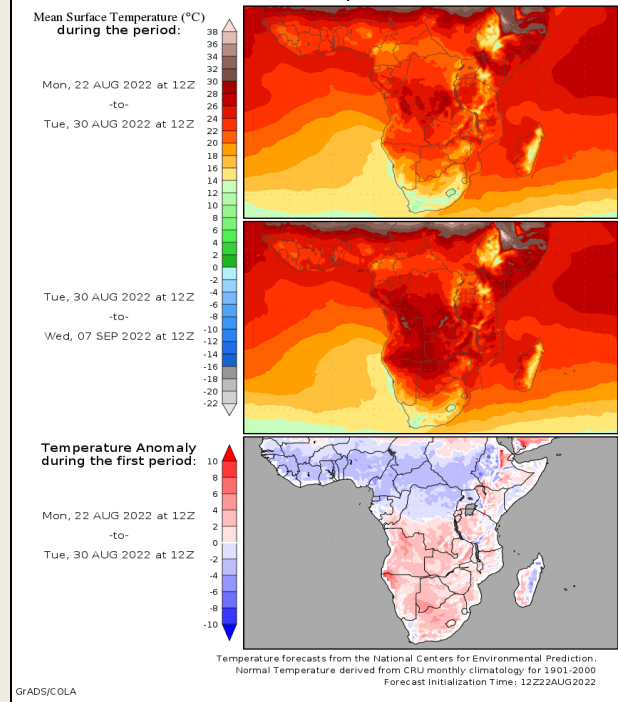 Mean Surface Temperature (°C)
during the period:
Mon, 22 AUG 2022 at 12Z
-to-
Tue, 30 AUG 2022 at 12Z
38
36
34
32
30
28
26
24
22
20
18
16
14
12
10
8
6
4
2
0
-2
-4
-6
-8
-10
-12
-14
-16
-18
-20
-22
Tue, 30 AUG 2022 at 12Z
-to-
Wed, 07 SEP 2022 at 12Z
Temperature Anomaly
during the first period:
Mon, 22 AUG 2022 at 12Z
-to-
Tue, 30 AUG 2022 at 12Z
10
8
6
4
2
0
-2
-4
-6
-8
-10
Temperature forecasts from the National Centers for Environmental Prediction.
Normal Temperature derived from CRU monthly climatology for 1901-2000
Forecast Initialization Time: 12Z22AUG2022
GrADS/COLA